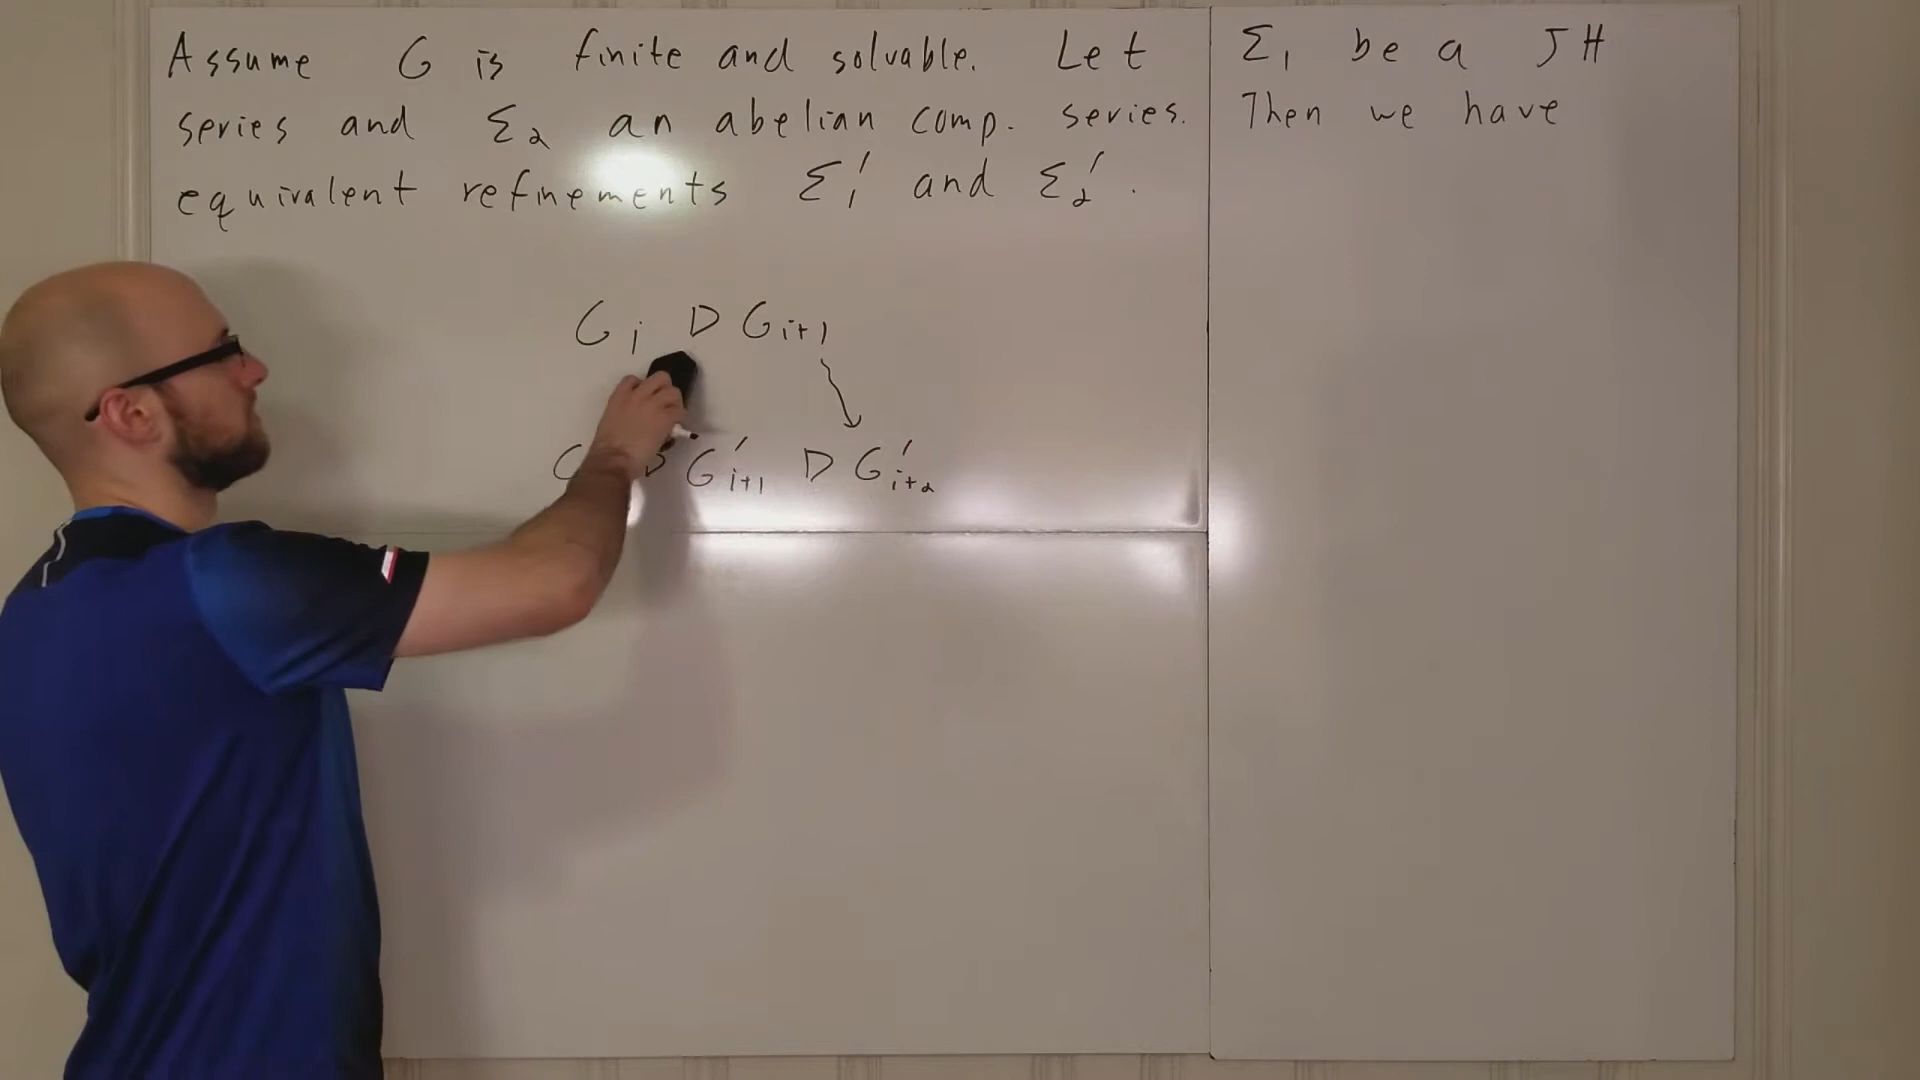 Assume G is finite and solvable. Let Σ₁ be a JH
series and Σ₂ an abelian comp. series. Then we have
equivalent refinements Σ₁′ and Σ₂′.
Gᵢ ⊳ Gᵢ₊₁
⊳ G′ᵢ₊₁ ⊳ G′ᵢ₊₂